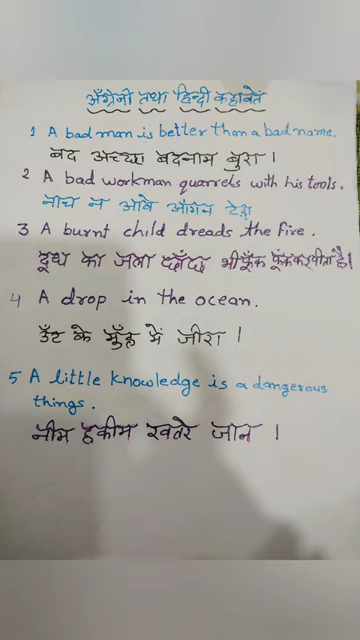 अँग्रेजी तथा हिन्दी कहावतें
1 A bad man is better than a bad name.
बद अच्छा बदनाम बुरा ।
2 A bad workman quarrels with his tools.
नाच न आवे आँगन टेढ़ा
3 A burnt child dreads the fire.
दूध का जला छाँछ भी फूँक फूँक कर पीता है।
4 A drop in the ocean.
ऊँट के मुँह में जीरा ।
5 A little knowledge is a dangerous
things.
नीम हकीम खतरे जान ।